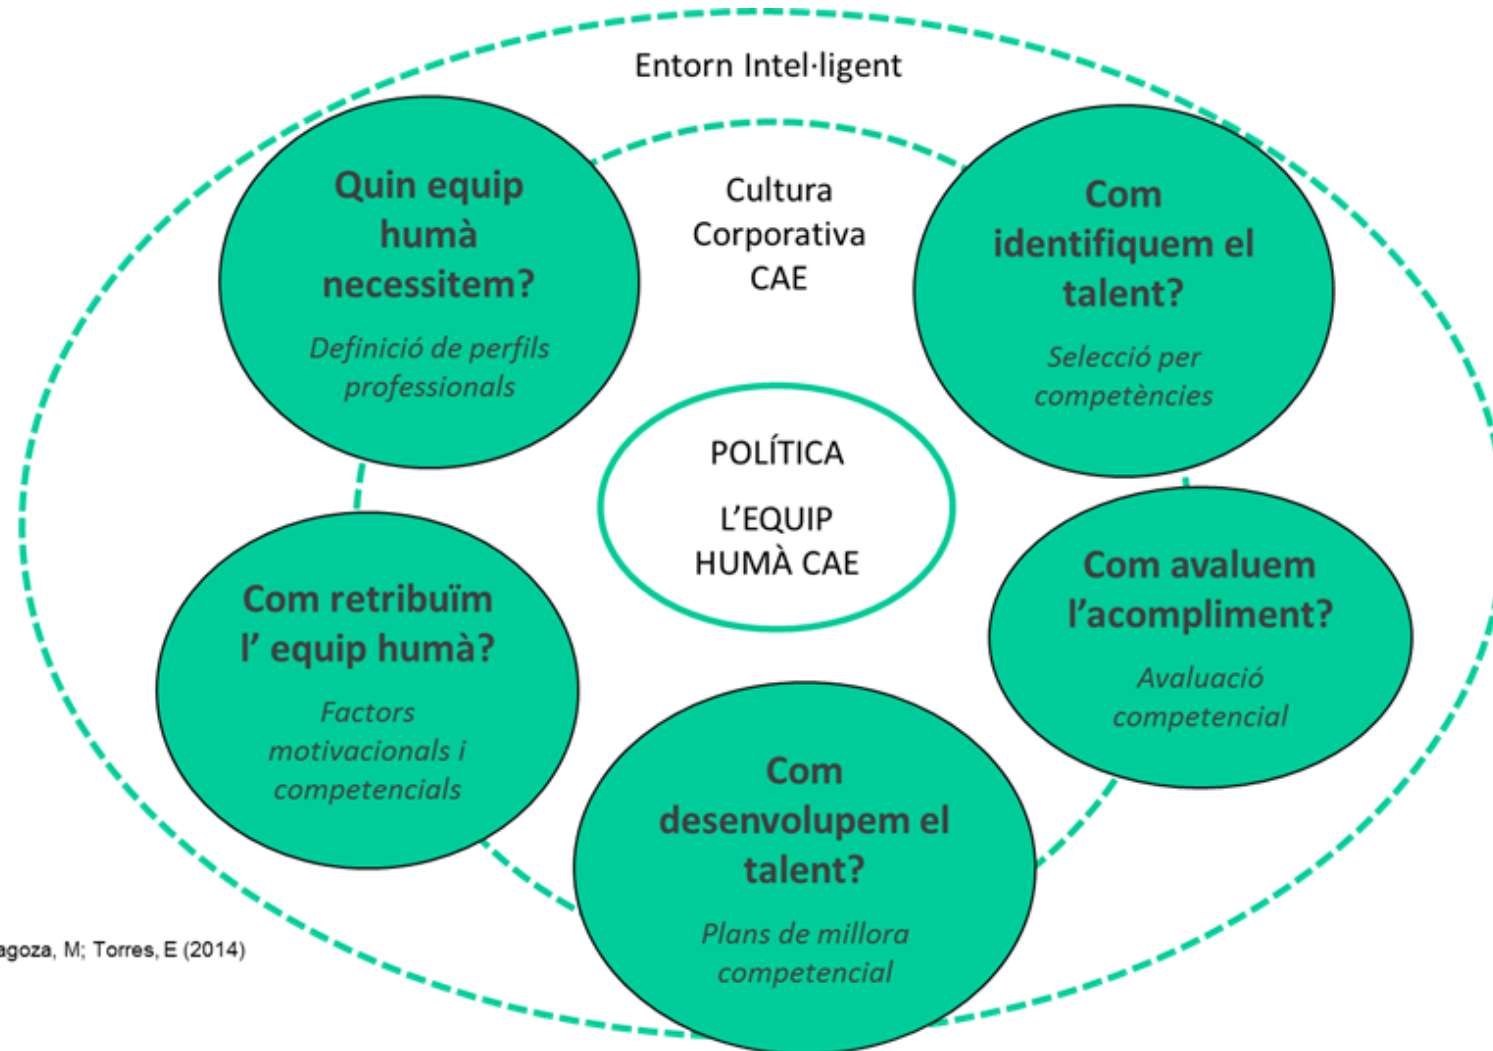 Entorn Intel·ligent
Quin equip
humà
necessitem?
Definició de perfils
professionals
Cultura
Corporativa
CAE
Com
identifiquem el
talent?
Selecció per
competències
POLÍTICA
L’EQUIP
HUMÀ CAE
Com avaluem
l’acompliment?
Avaluació
competencial
Com retribuïm
l’ equip humà?
Factors
motivacionals i
competencials
Com
desenvolupem el
talent?
Plans de millora
competencial
M; Torres, E (2014)